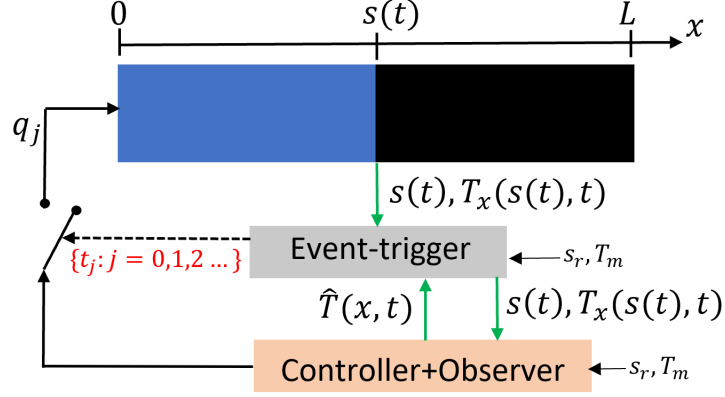 0 s(t) L x
q_j
s(t), T_x(s(t), t)
Event-trigger
s_r, T_m
{t_j: j = 0,1,2 ... }
T̂(x, t)
s(t), T_x(s(t), t)
Controller+Observer
s_r, T_m